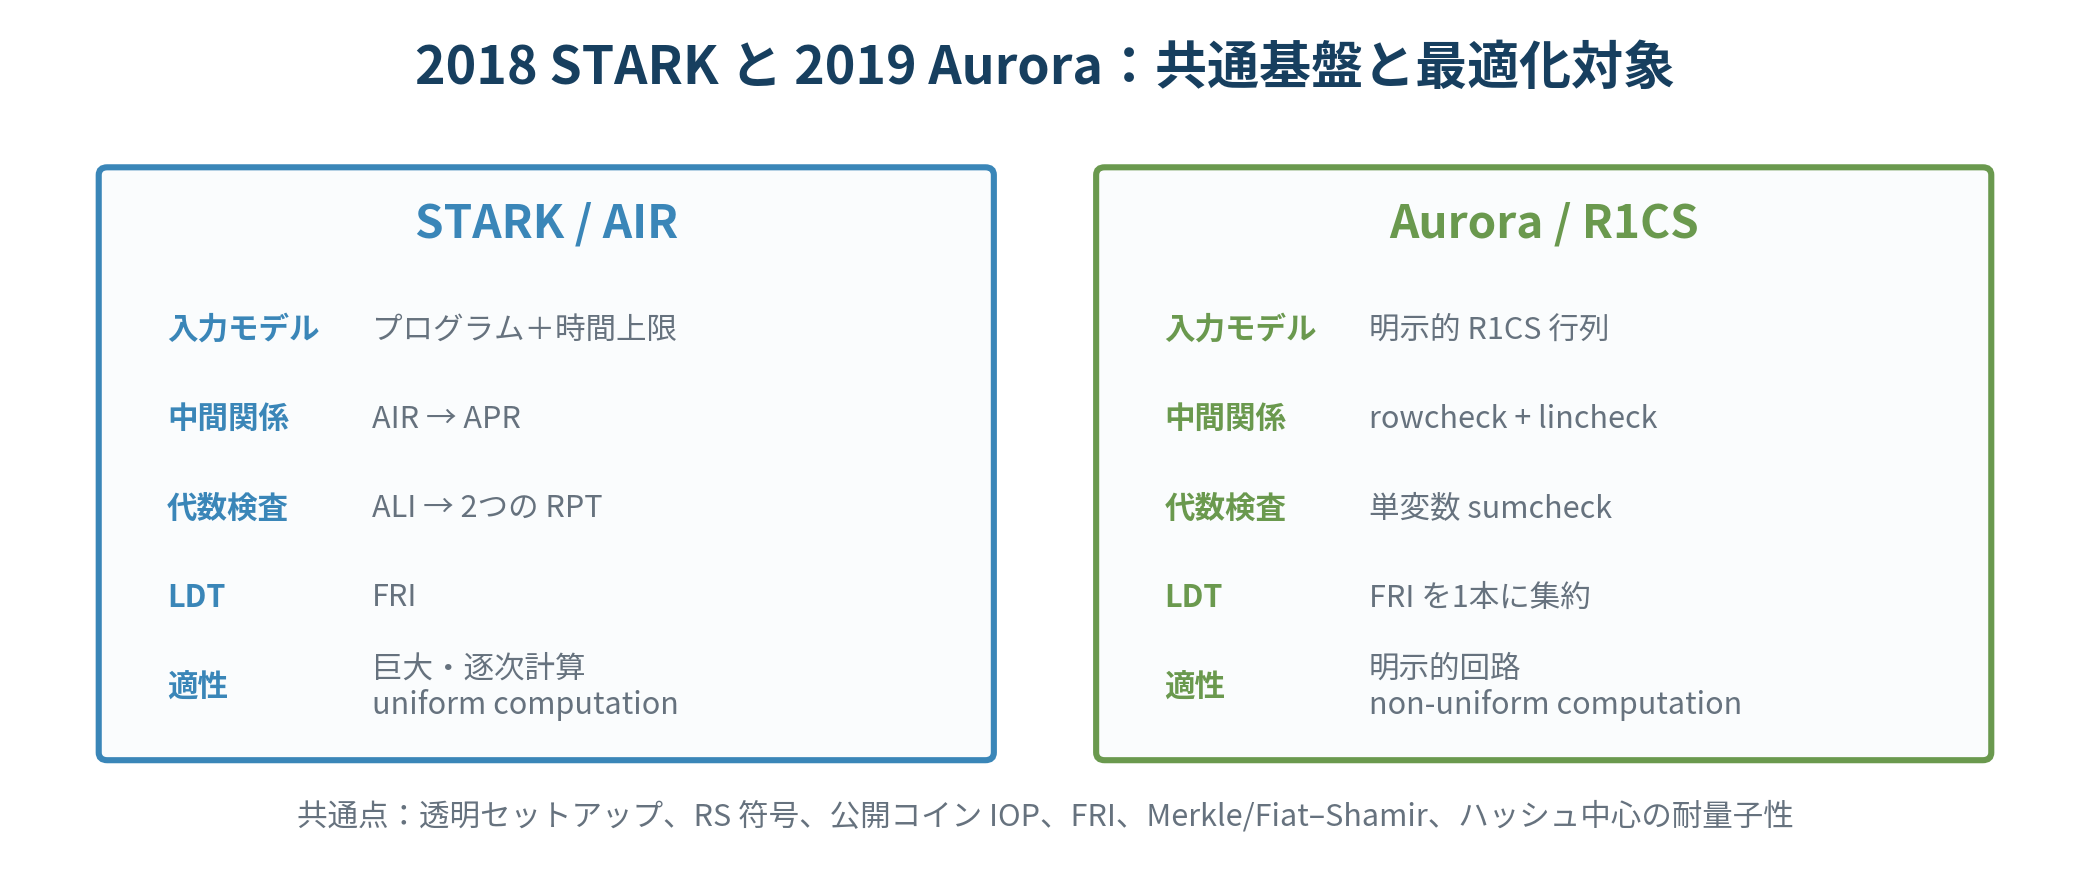 2018 STARK と 2019 Aurora：共通基盤と最適化対象
STARK / AIR
入力モデル プログラム＋時間上限
中間関係 AIR → APR
代数検査 ALI → 2つの RPT
LDT FRI
適性 巨大・逐次計算
uniform computation
Aurora / R1CS
入力モデル 明示的 R1CS 行列
中間関係 rowcheck + lincheck
代数検査 単変数 sumcheck
LDT FRI を1本に集約
適性 明示的回路
non-uniform computation
共通点：透明セットアップ、RS 符号、公開コイン IOP、FRI、Merkle/Fiat–Shamir、ハッシュ中心の耐量子性